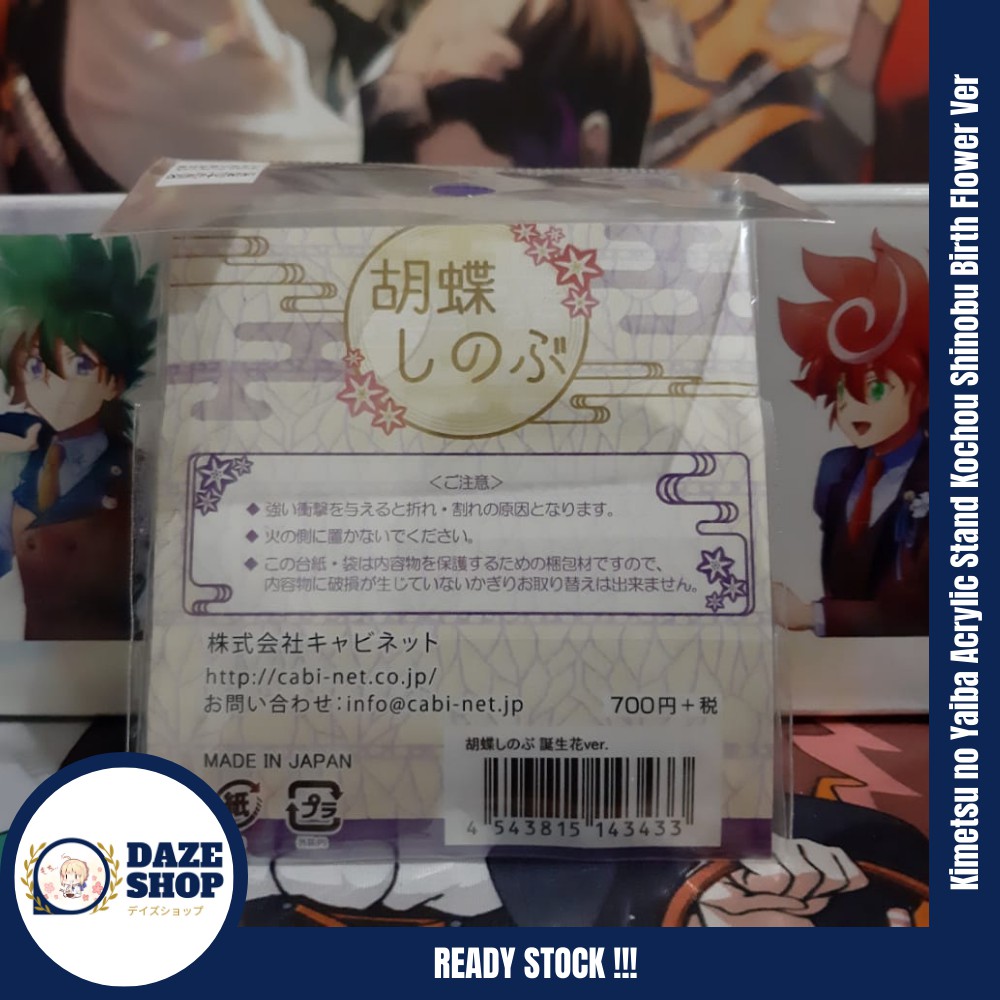 胡蝶
しのぶ
<ご注意>
◆ 強い衝撃を与えると折れ・割れの原因となります。
◆ 火の側に置かないでください。
◆ この台紙・袋は内容物を保護するための梱包材ですので、
内容物に破損が生じていないかぎりお取り替えは出来ません。
株式会社キャビネット
http://cabi-net.co.jp/
お問い合わせ:info@cabi-net.jp
700円+税
胡蝶しのぶ 誕生花ver.
4 543815 143433
MADE IN JAPAN
紙
プラ
DAZE
SHOP
デイズショップ
READY STOCK !!!
Kimetsu no Yaiba Acrylic Stand Kochou Shinobu Birth Flower Ver